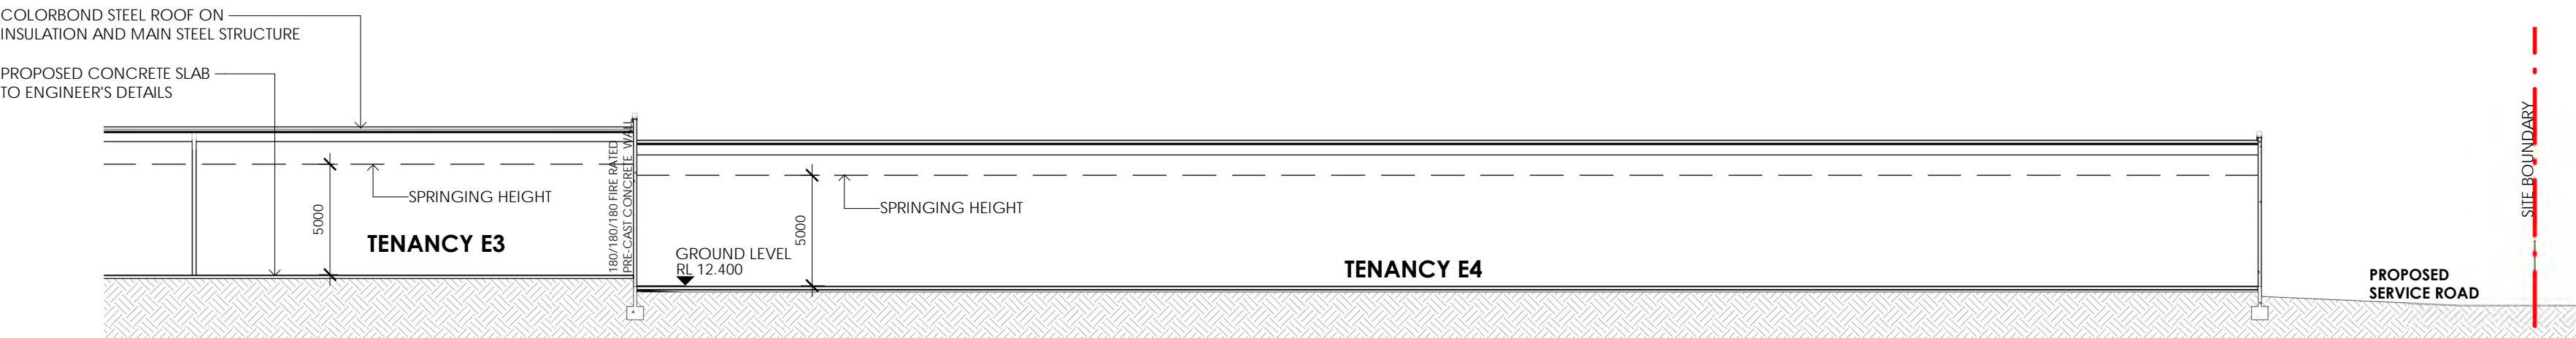 COLORBOND STEEL ROOF ON
INSULATION AND MAIN STEEL STRUCTURE
PROPOSED CONCRETE SLAB
TO ENGINEER'S DETAILS
SPRINGING HEIGHT
5000
TENANCY E3
180/180/180 FIRE RATED
PRE-CAST CONCRETE WALL
GROUND LEVEL
RL 12.400
5000
SPRINGING HEIGHT
TENANCY E4
PROPOSED
SERVICE ROAD
SITE BOUNDARY